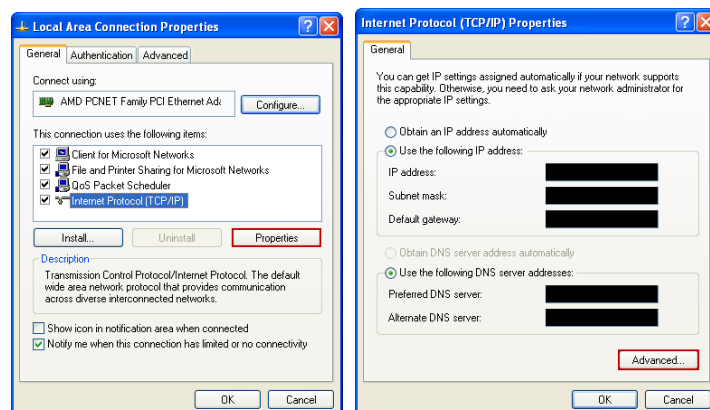 Local Area Connection Properties
General
Authentication
Advanced
Connect using:
AMD PCNET Family PCI Ethernet Ada
Configure...
This connection uses the following items:
Client for Microsoft Networks
File and Printer Sharing for Microsoft Networks
QoS Packet Scheduler
Internet Protocol (TCP/IP)
Install...
Uninstall
Properties
Description
Transmission Control Protocol/Internet Protocol. The default
wide area network protocol that provides communication
across diverse interconnected networks.
Show icon in notification area when connected
Notify me when this connection has limited or no connectivity
OK
Cancel
Internet Protocol (TCP/IP) Properties
General
You can get IP settings assigned automatically if your network supports
this capability. Otherwise, you need to ask your network administrator for
the appropriate IP settings.
Obtain an IP address automatically
Use the following IP address:
IP address:
Subnet mask:
Default gateway:
Obtain DNS server address automatically
Use the following DNS server addresses:
Preferred DNS server:
Alternate DNS server:
Advanced...
OK
Cancel